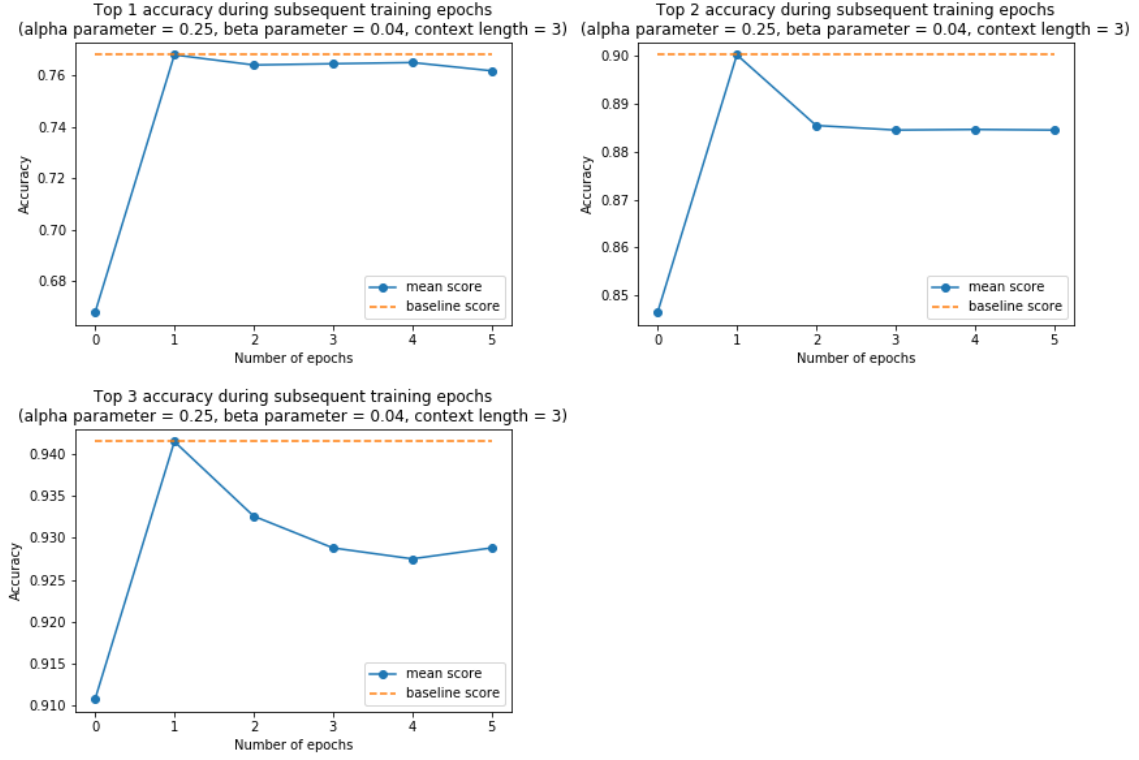 Top 1 accuracy during subsequent training epochs
(alpha parameter = 0.25, beta parameter = 0.04, context length = 3)
0.76
0.74
0.72
0.70
0.68
Accuracy
mean score
baseline score
0 1 2 3 4 5
Number of epochs
Top 2 accuracy during subsequent training epochs
(alpha parameter = 0.25, beta parameter = 0.04, context length = 3)
0.90
0.89
0.88
0.87
0.86
0.85
Accuracy
mean score
baseline score
0 1 2 3 4 5
Number of epochs
Top 3 accuracy during subsequent training epochs
(alpha parameter = 0.25, beta parameter = 0.04, context length = 3)
0.940
0.935
0.930
0.925
0.920
0.915
0.910
Accuracy
mean score
baseline score
0 1 2 3 4 5
Number of epochs